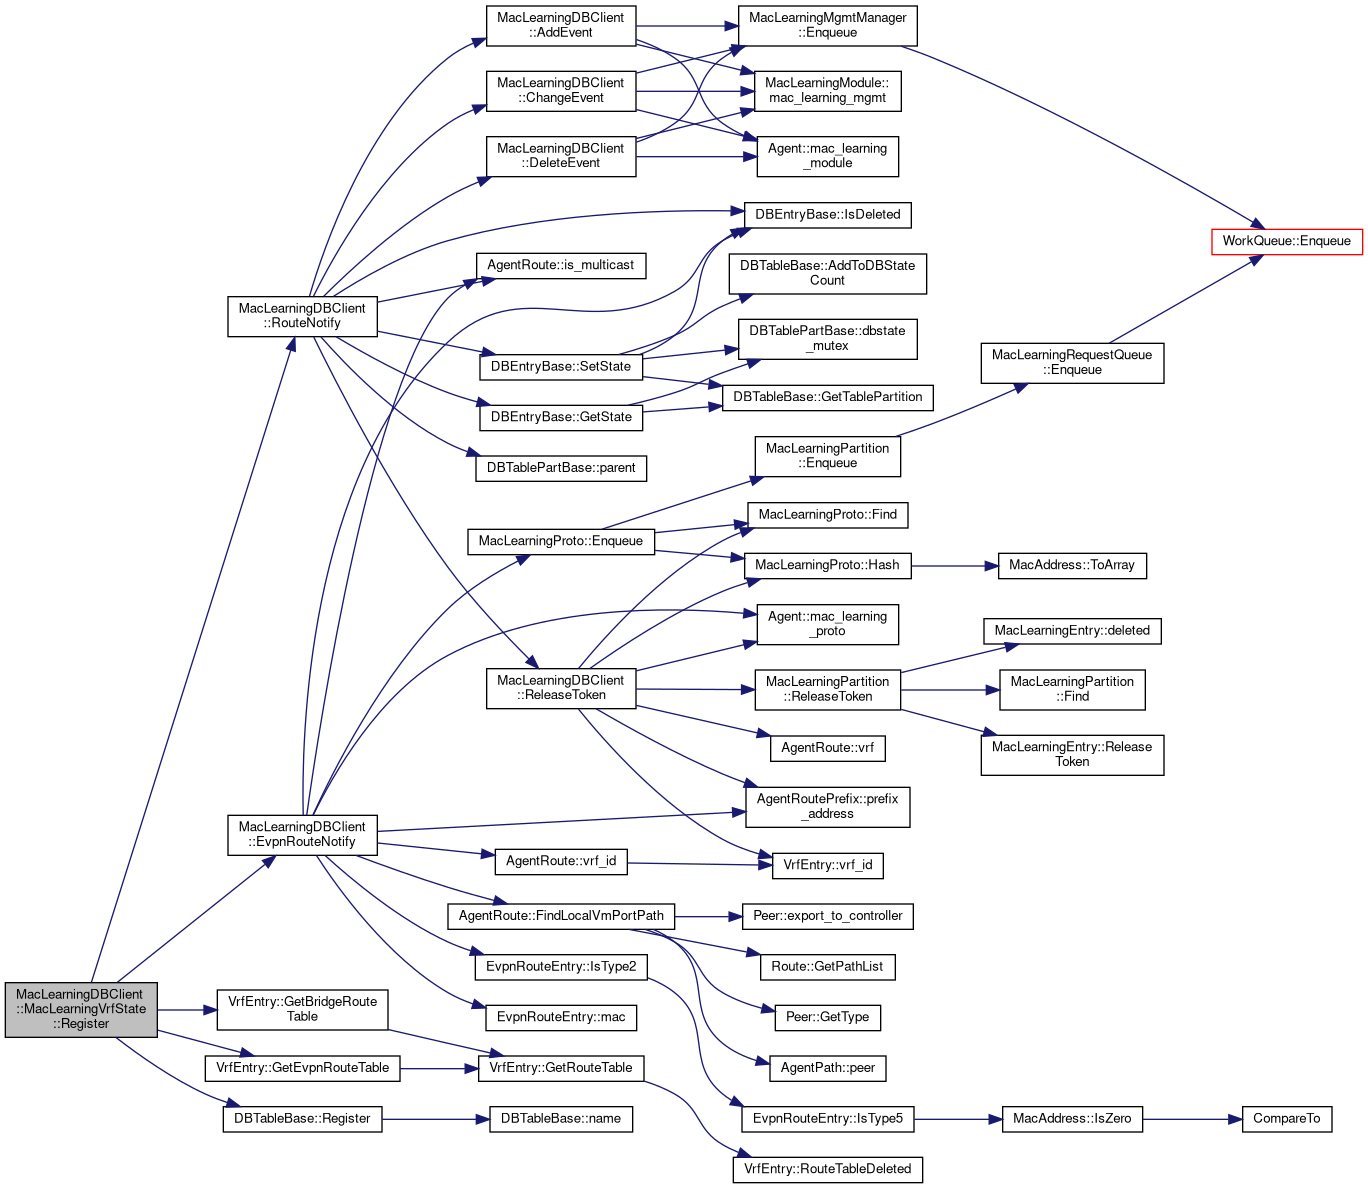 MacLearningDBClient
::AddEvent
MacLearningMgmtManager
::Enqueue
MacLearningDBClient
::ChangeEvent
MacLearningModule::
mac_learning_mgmt
MacLearningDBClient
::DeleteEvent
Agent::mac_learning
_module
DBEntryBase::IsDeleted
WorkQueue::Enqueue
AgentRoute::is_multicast
DBTableBase::AddToDBState
Count
MacLearningDBClient
::RouteNotify
DBTablePartBase::dbstate
_mutex
DBEntryBase::SetState
MacLearningRequestQueue
::Enqueue
DBTableBase::GetTablePartition
DBEntryBase::GetState
MacLearningPartition
::Enqueue
DBTablePartBase::parent
MacLearningProto::Find
MacLearningProto::Enqueue
MacLearningProto::Hash
MacAddress::ToArray
Agent::mac_learning
_proto
MacLearningEntry::deleted
MacLearningDBClient
::ReleaseToken
MacLearningPartition
::ReleaseToken
MacLearningPartition
::Find
AgentRoute::vrf
MacLearningEntry::Release
Token
AgentRoutePrefix::prefix
_address
MacLearningDBClient
::EvpnRouteNotify
AgentRoute::vrf_id
VrfEntry::vrf_id
AgentRoute::FindLocalVmPortPath
Peer::export_to_controller
EvpnRouteEntry::IsType2
Route::GetPathList
MacLearningDBClient
::MacLearningVrfState
::Register
VrfEntry::GetBridgeRoute
Table
EvpnRouteEntry::mac
Peer::GetType
VrfEntry::GetEvpnRouteTable
VrfEntry::GetRouteTable
AgentPath::peer
DBTableBase::Register
DBTableBase::name
EvpnRouteEntry::IsType5
MacAddress::IsZero
CompareTo
VrfEntry::RouteTableDeleted